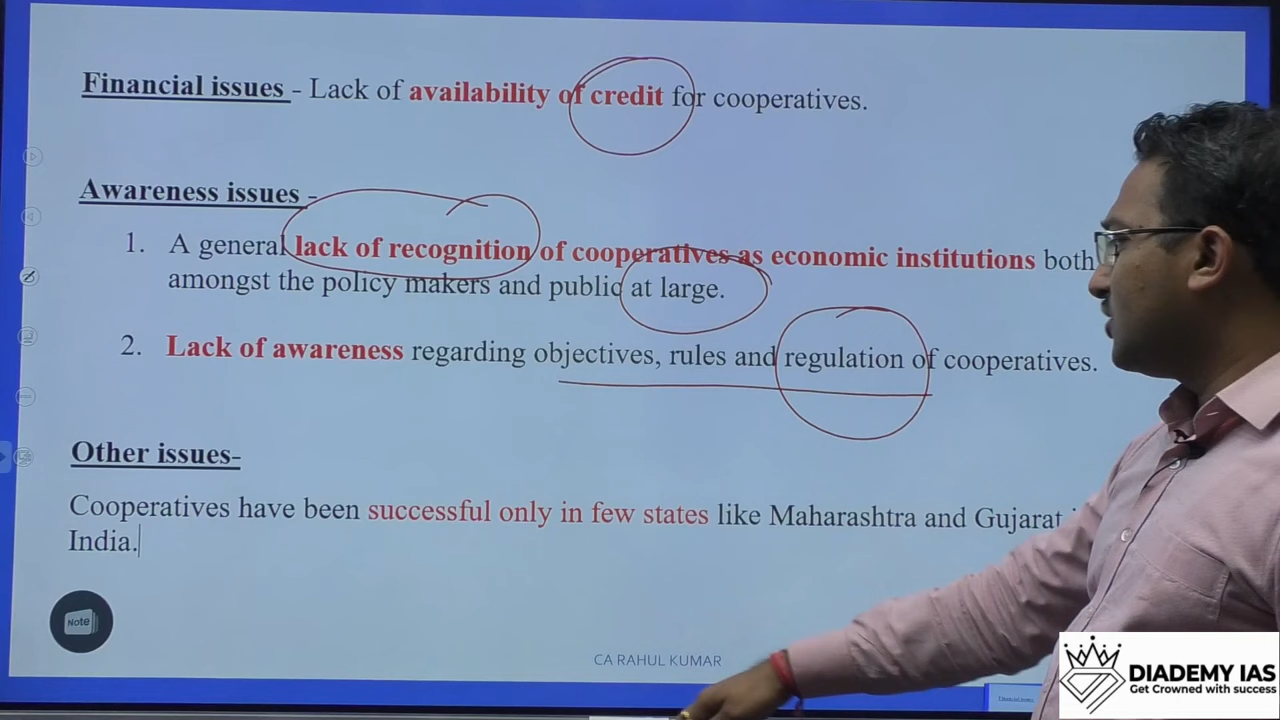 Financial issues - Lack of availability of credit for cooperatives.
Awareness issues -
1. A general lack of recognition of cooperatives as economic institutions both
amongst the policy makers and public at large.
2. Lack of awareness regarding objectives, rules and regulation of cooperatives.
Other issues-
Cooperatives have been successful only in few states like Maharashtra and Gujarat
India.
Note
CA RAHUL KUMAR
DIADEMY IAS
Get Crowned with success